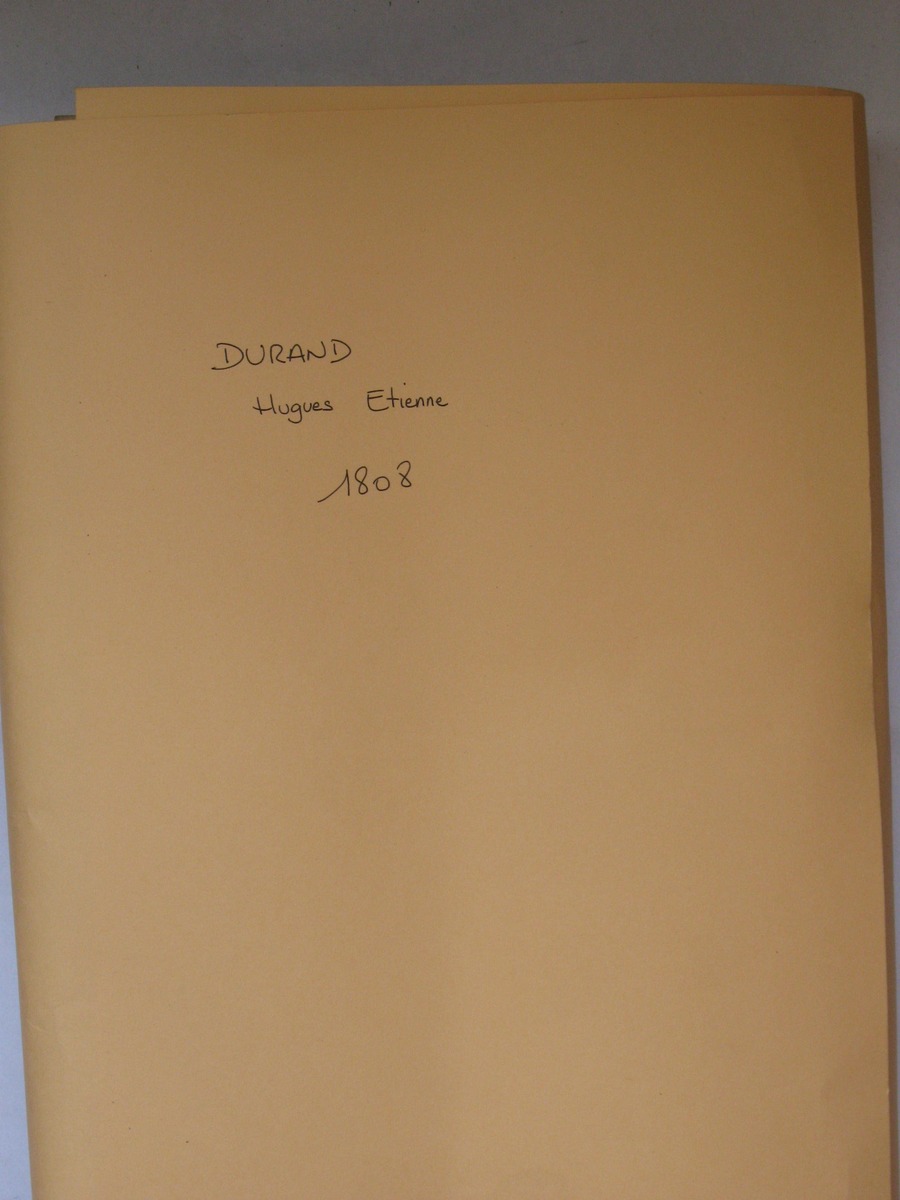 DURAND
Hugues Etienne
1808